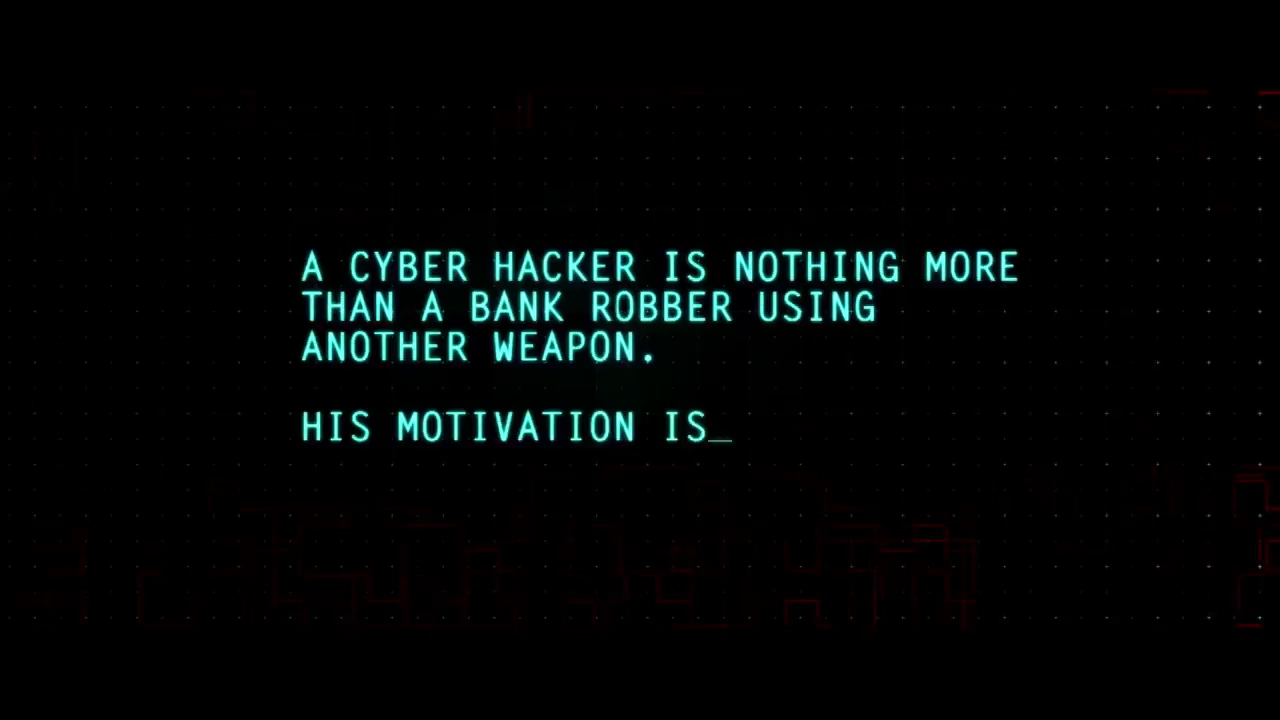 A CYBER HACKER IS NOTHING MORE
THAN A BANK ROBBER USING
ANOTHER WEAPON.
HIS MOTIVATION IS_